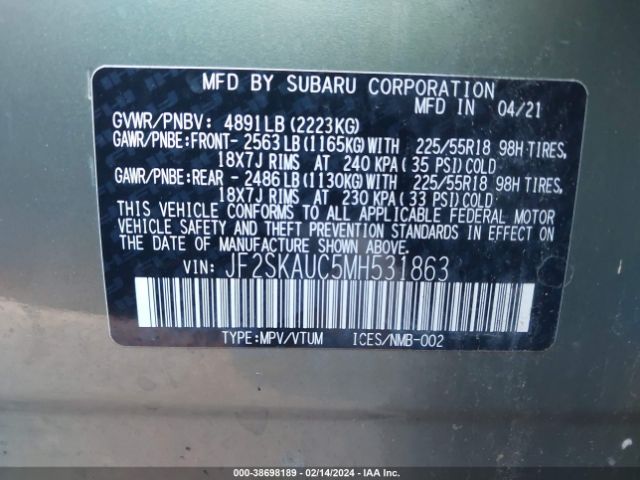 MFD BY SUBARU CORPORATION
MFD IN 04/21
GVWR/PNBV: 4891LB(2223KG)
GAWR/PNBE:FRONT-2563LB(1165KG)WITH 225/55R18 98H TIRES,
18X7J RIMS AT 240 KPA(35 PSI)COLD
GAWR/PNBE:REAR -2486LB(1130KG)WITH 225/55R18 98H TIRES,
18X7J RIMS AT 230 KPA(33 PSI)COLD
THIS VEHICLE CONFORMS TO ALL APPLICABLE FEDERAL MOTOR
VEHICLE SAFETY AND THEFT PREVENTION STANDARDS IN EFFECT ON
THE DATE OF MANUFACTURE SHOWN ABOVE.
VIN: JF2SKAUC5MH531863
TYPE:MPV/VTUM ICES/NMB-002
000-38698189 - 02/14/2024 - IAA Inc.